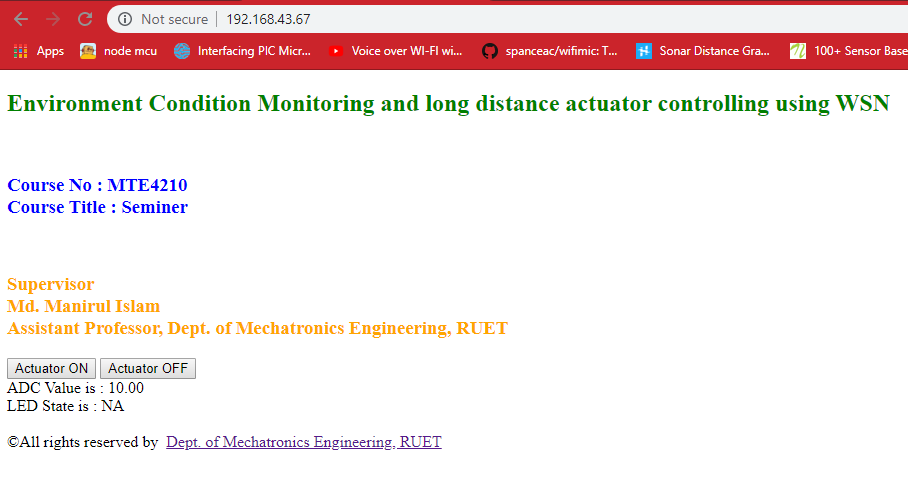 Not secure 192.168.43.67
Apps node mcu Interfacing PIC Micr... Voice over WI-FI wi... spanceac/wifimic: T... Sonar Distance Gra... 100+ Sensor Base
Environment Condition Monitoring and long distance actuator controlling using WSN
Course No : MTE4210
Course Title : Seminer
Supervisor
Md. Manirul Islam
Assistant Professor, Dept. of Mechatronics Engineering, RUET
Actuator ON Actuator OFF
ADC Value is : 10.00
LED State is : NA
©All rights reserved by Dept. of Mechatronics Engineering, RUET